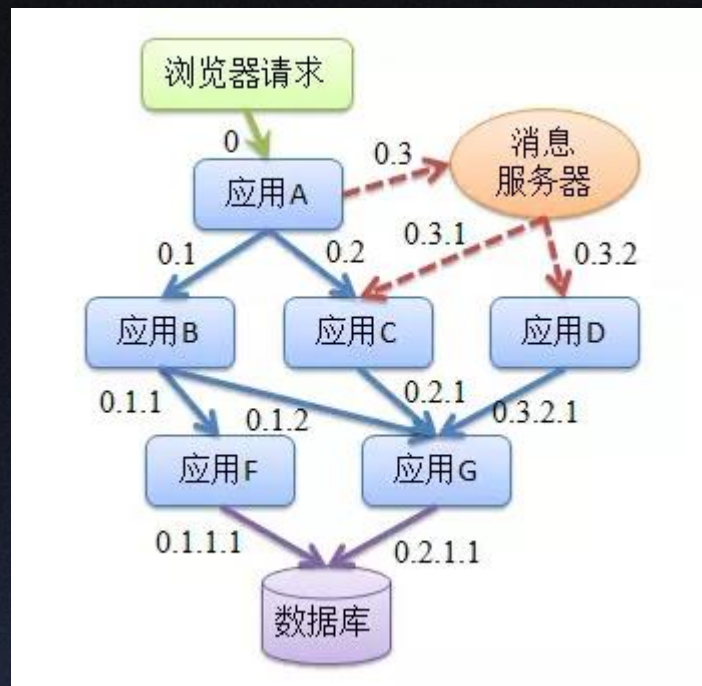 浏览器请求
0
0.3
消息
服务器
应用A
0.1
0.2
0.3.1
0.3.2
应用B
应用C
应用D
0.1.1
0.1.2
0.2.1
0.3.2.1
应用F
应用G
0.1.1.1
0.2.1.1
数据库